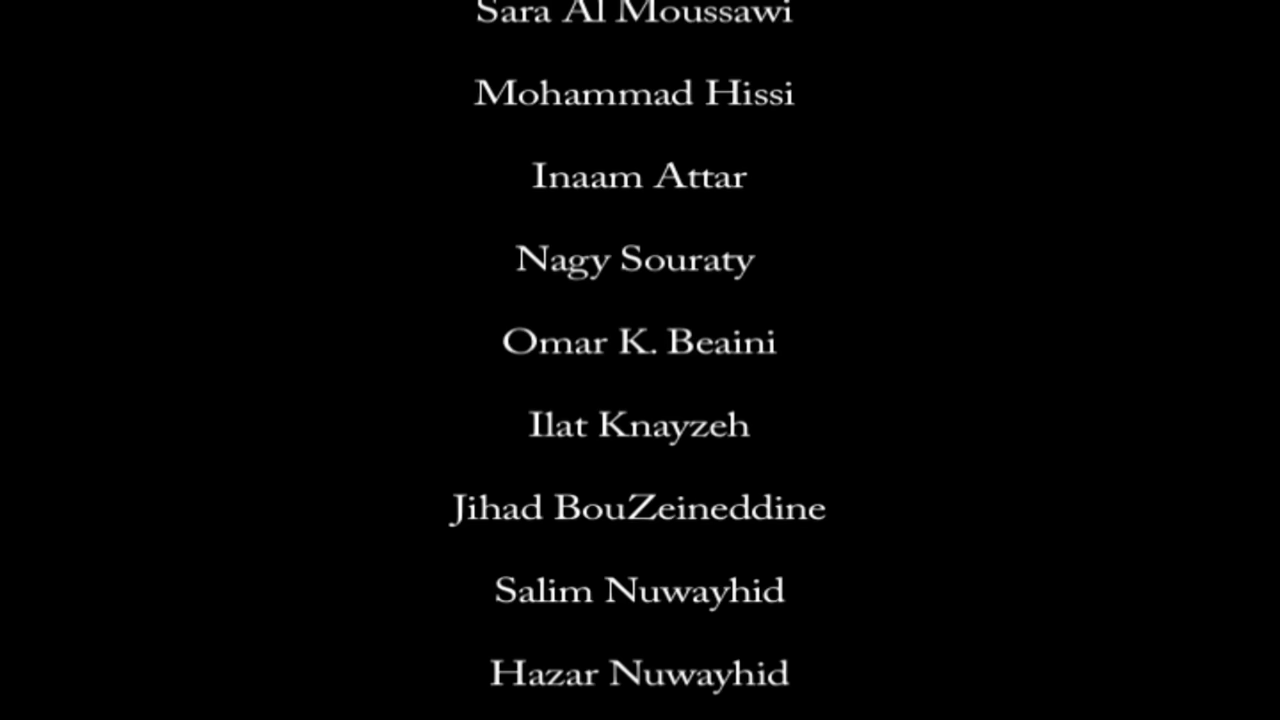 Sara Al Moussawi
Mohammad Hissi
Inaam Attar
Nagy Souraty
Omar K. Beaini
Ilat Knayzeh
Jihad BouZeineddine
Salim Nuwayhid
Hazar Nuwayhid